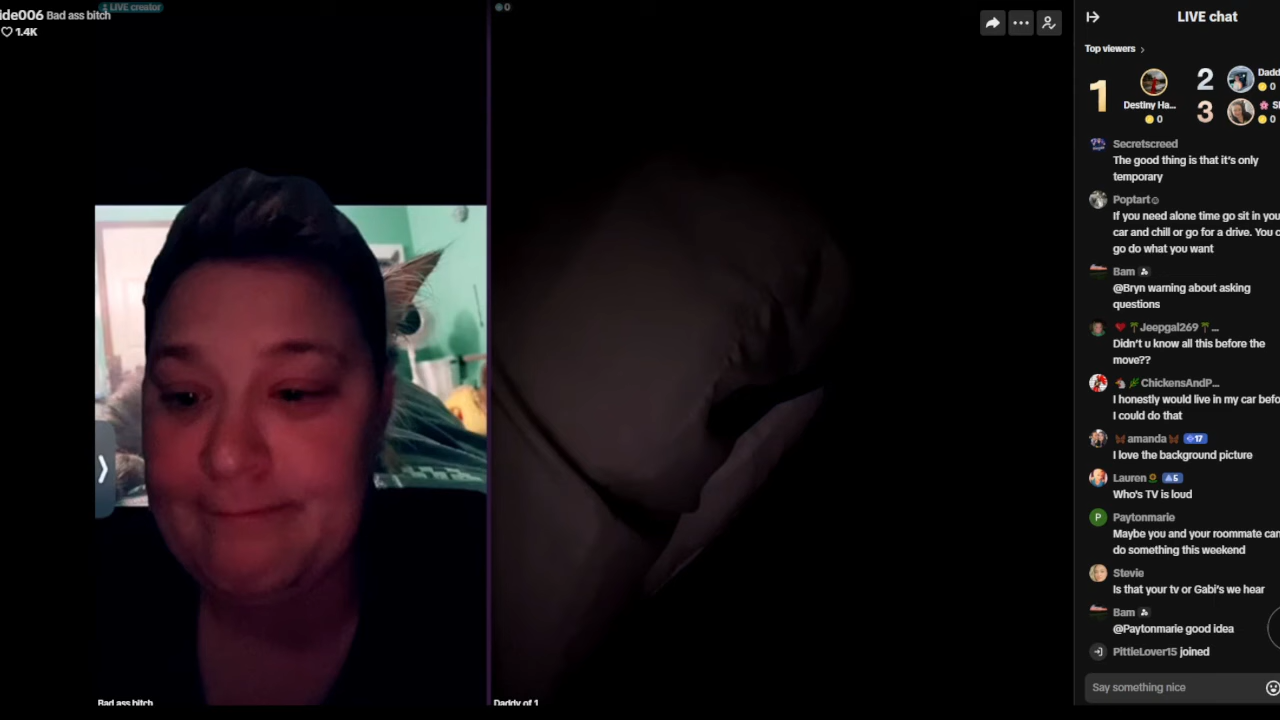 ide006 Bad ass bitch
LIVE creator
1.4K
0
LIVE chat
Top viewers
1
Destiny Ha...
0
2
Dadd
0
3
0
Secretscreed
The good thing is that it's only
temporary
Poptart
If you need alone time go sit in you
car and chill or go for a drive. You c
go do what you want
Bam
@Bryn warning about asking
questions
Jeepgal269 ...
Didn't u know all this before the
move??
ChickensAndP...
I honestly would live in my car befo
I could do that
amanda 17
I love the background picture
Lauren 5
Who's TV is loud
P Paytonmarie
Maybe you and your roommate can
do something this weekend
Stevie
Is that your tv or Gabi's we hear
Bam
@Paytonmarie good idea
PittieLover15 joined
Say something nice
Bad ass bitch
Daddy of 1